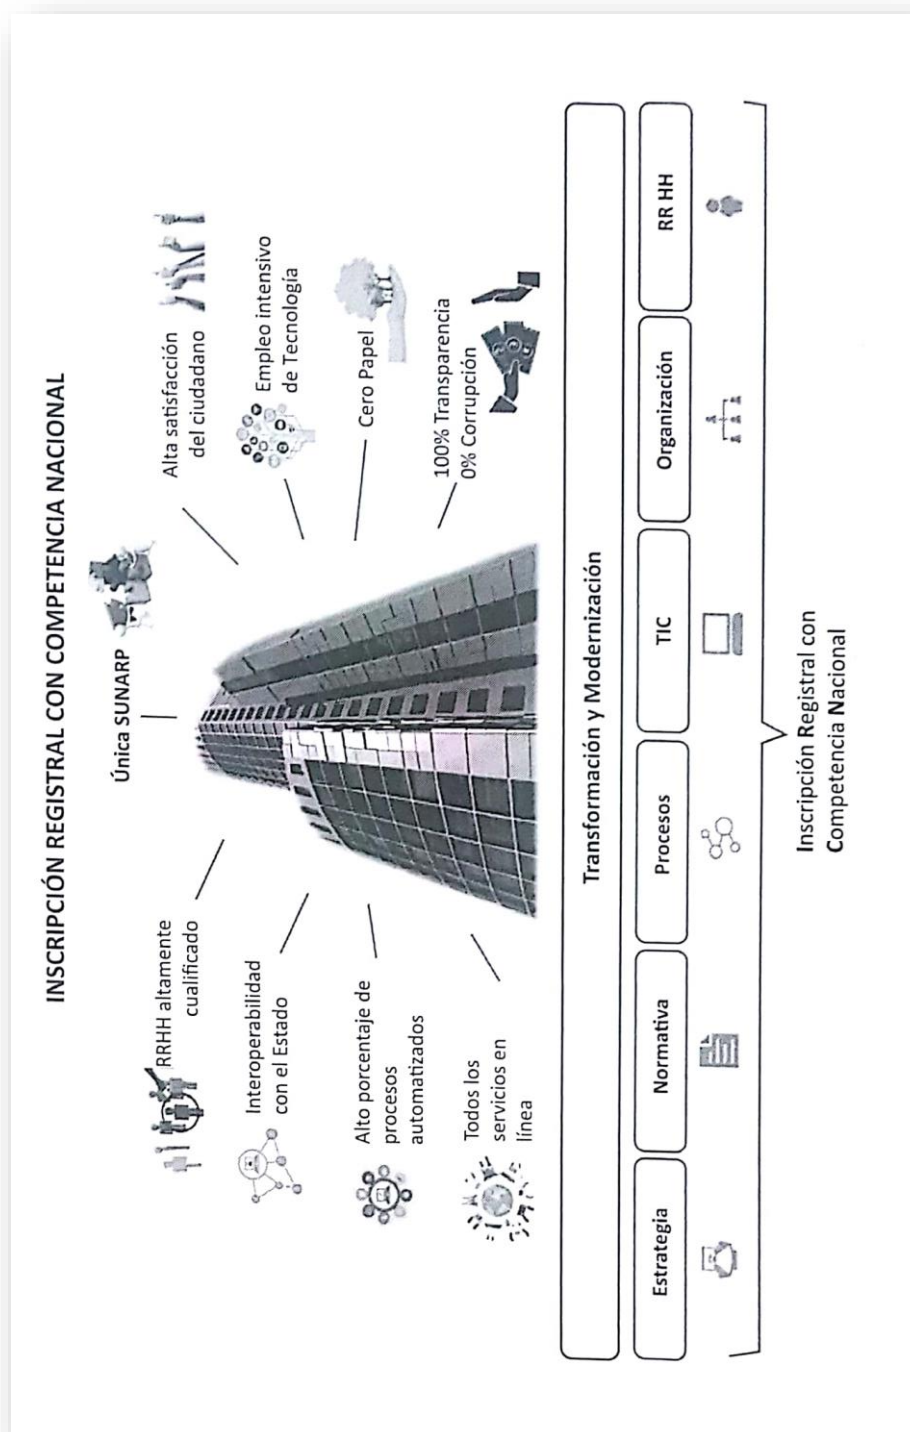 INSCRIPCIÓN REGISTRAL CON COMPETENCIA NACIONAL
Única SUNARP
RRHH altamente
cualificado
Interoperabilidad
con el Estado
Alto porcentaje de
procesos
automatizados
Todos los
servicios en
línea
Alta satisfacción
del ciudadano
Empleo intensivo
de Tecnología
Cero Papel
100% Transparencia
0% Corrupción
Transformación y Modernización
Estrategia
Normativa
Procesos
TIC
Organización
RR HH
Inscripción Registral con
Competencia Nacional